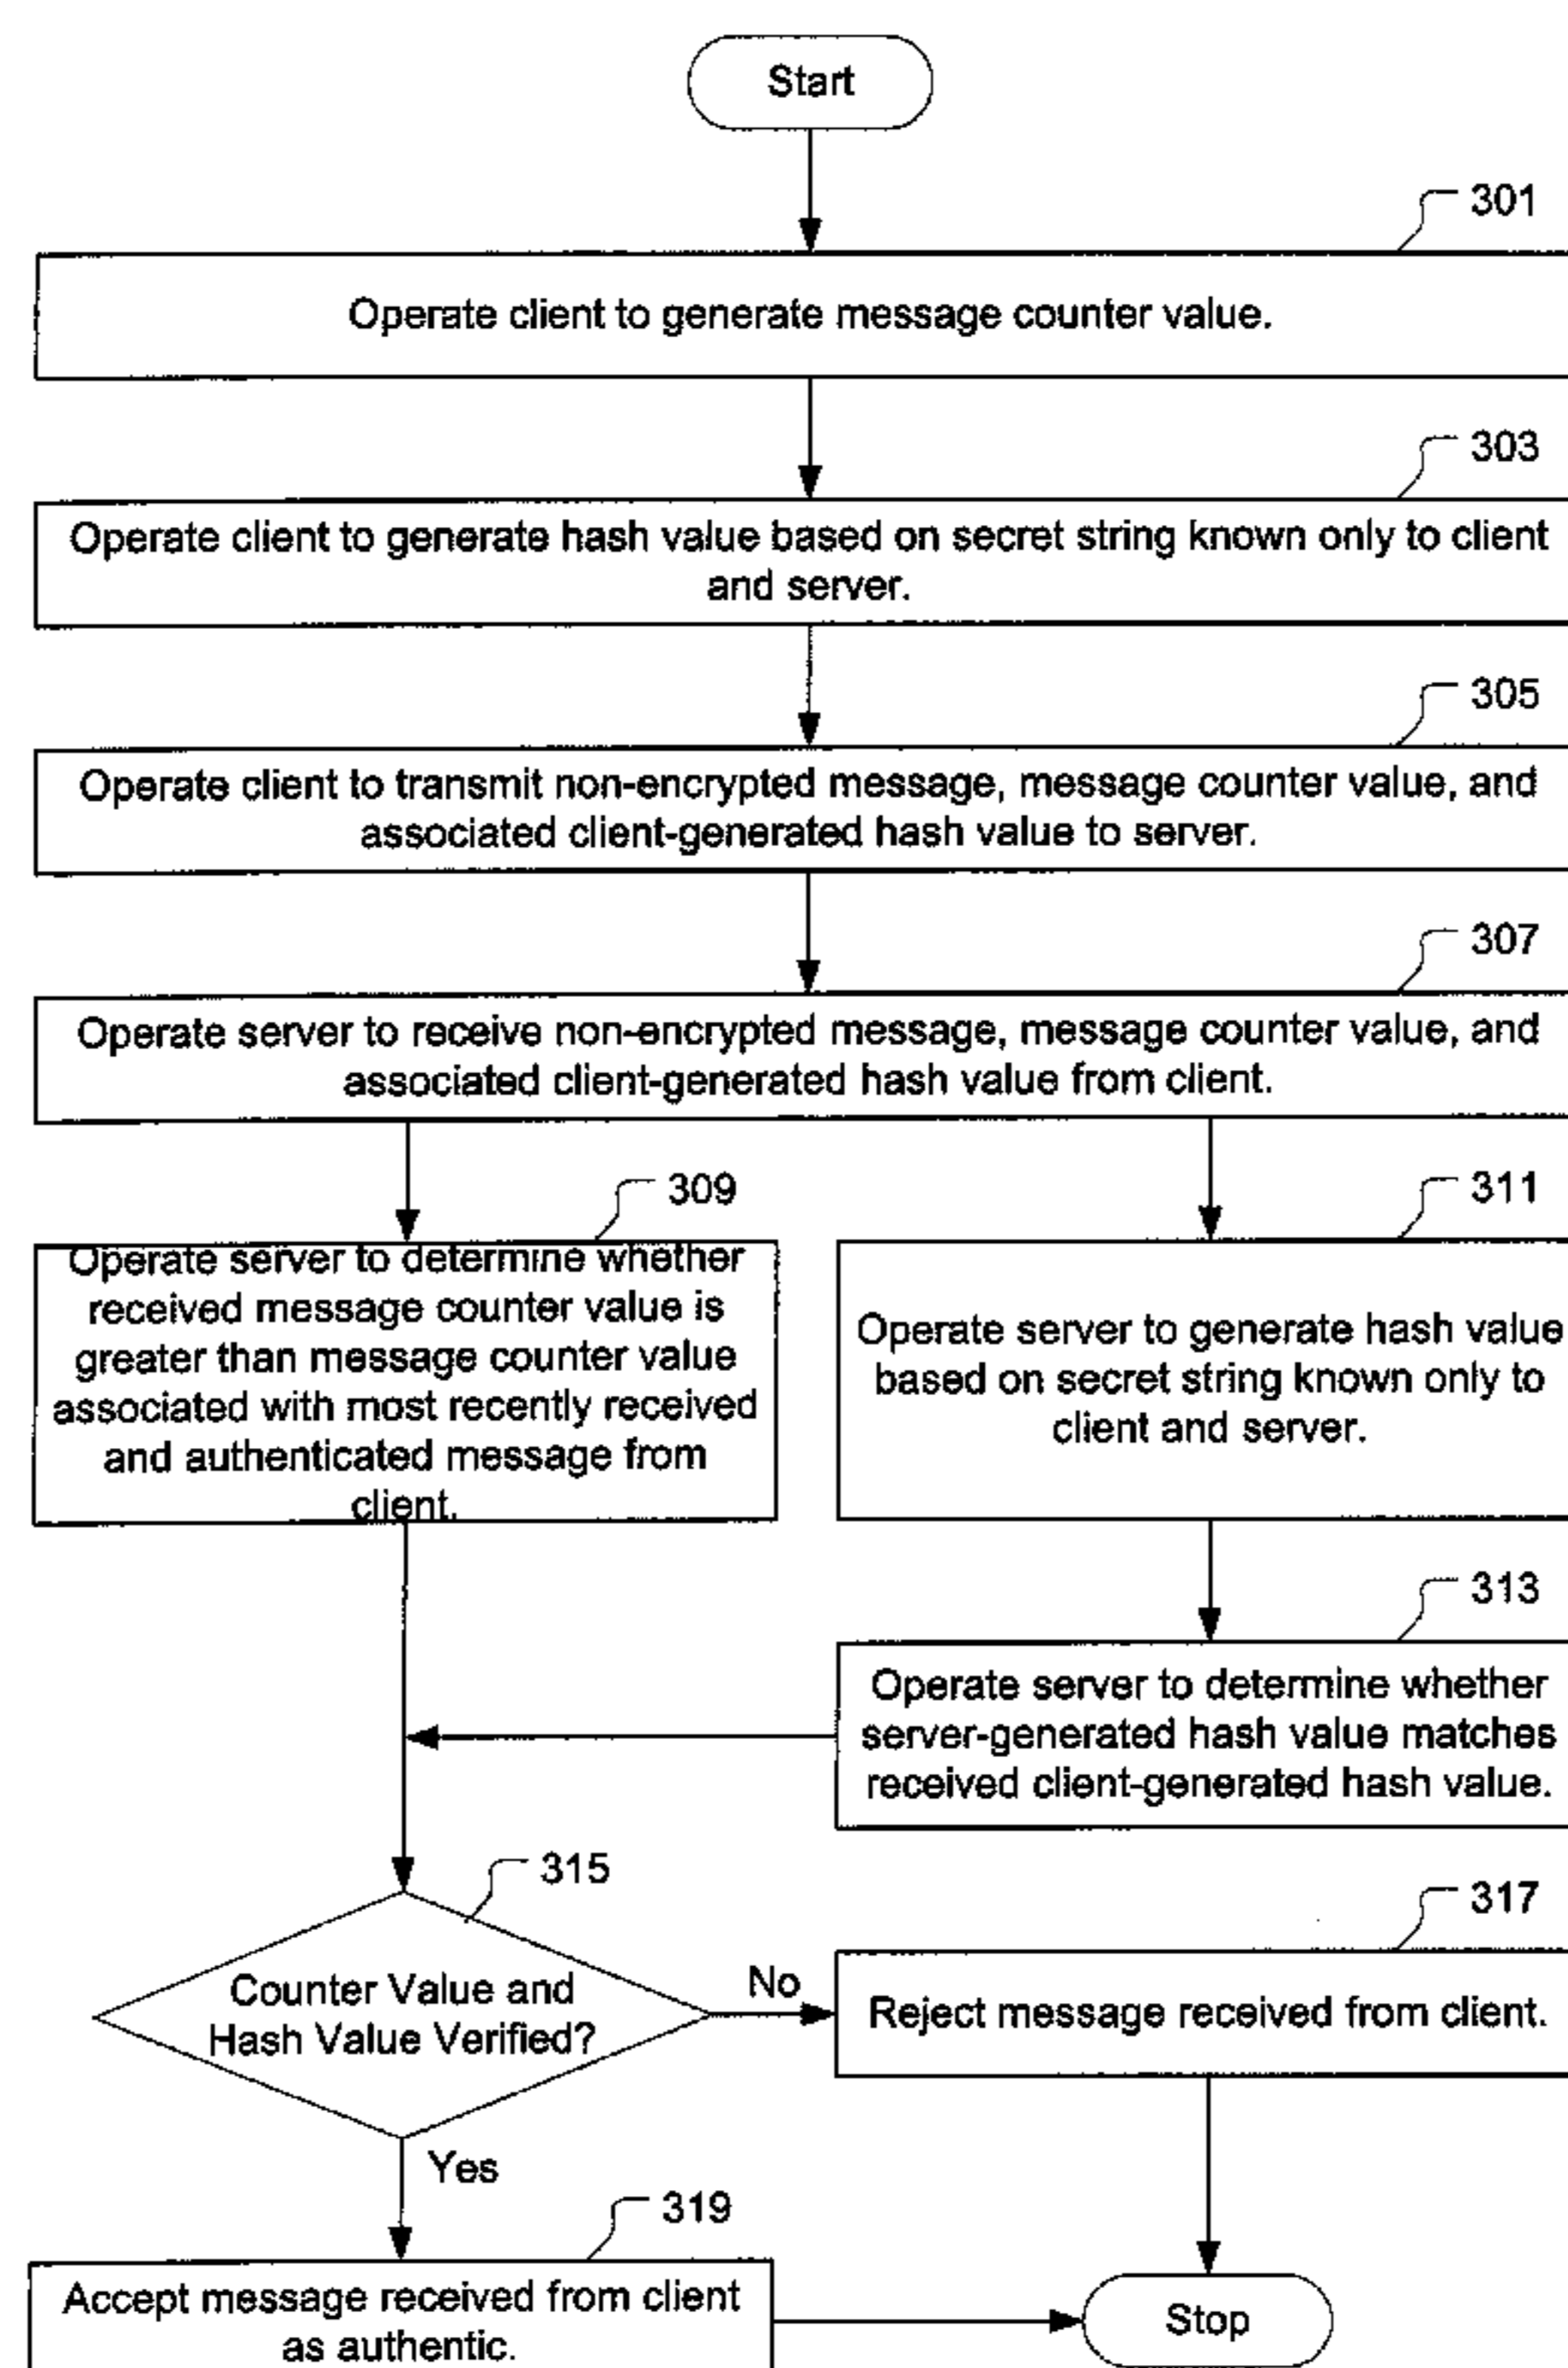 Start
301
Operate client to generate message counter value.
303
Operate client to generate hash value based on secret string known only to client
and server.
305
Operate client to transmit non-encrypted message, message counter value, and
associated client-generated hash value to server.
307
Operate server to receive non-encrypted message, message counter value, and
associated client-generated hash value from client.
309
Operate server to determine whether
received message counter value is
greater than message counter value
associated with most recently received
and authenticated message from
client.
311
Operate server to generate hash value
based on secret string known only to
client and server.
313
Operate server to determine whether
server-generated hash value matches
received client-generated hash value.
315
Counter Value and
Hash Value Verified?
No
317
Reject message received from client.
Yes
319
Accept message received from client
as authentic.
Stop